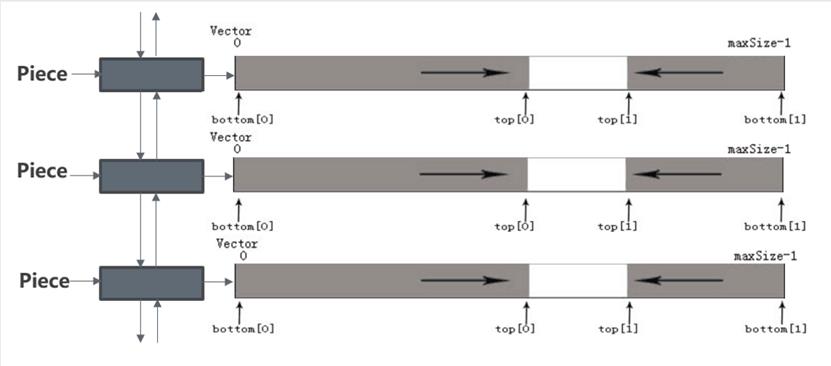 Vector
0 maxSize-1
Piece
bottom[0] top[0] top[1] bottom[1]
Vector
0 maxSize-1
Piece
bottom[0] top[0] top[1] bottom[1]
Vector
0 maxSize-1
Piece
bottom[0] top[0] top[1] bottom[1]